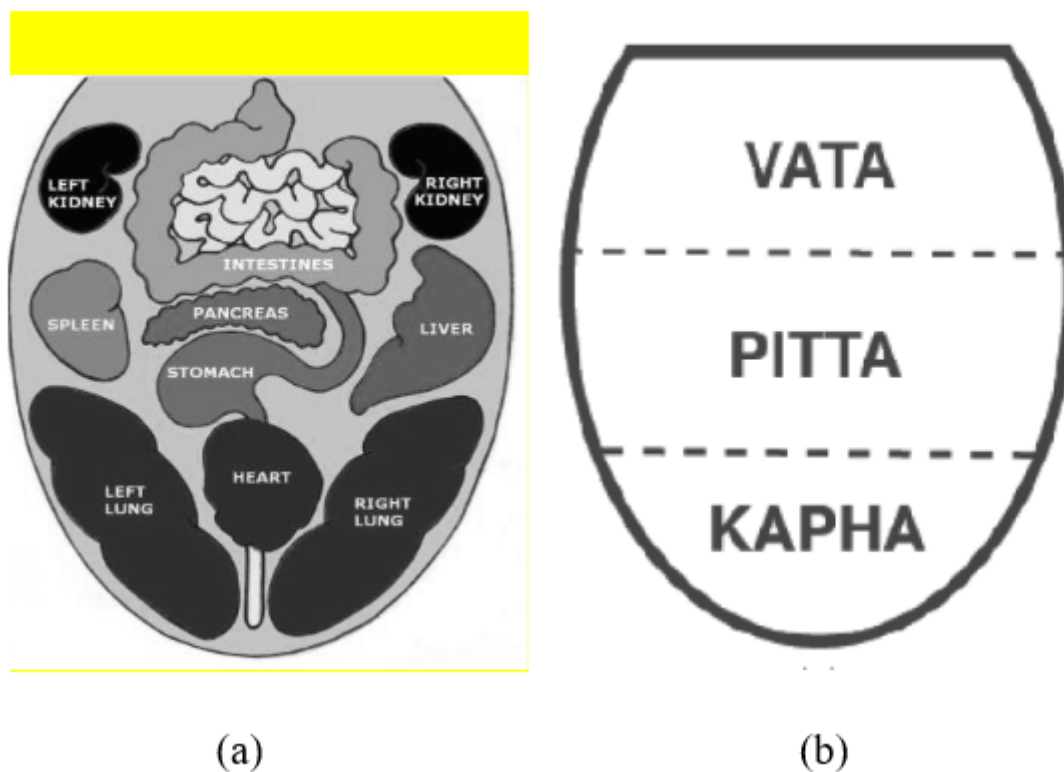 LEFT
KIDNEY
RIGHT
KIDNEY
INTESTINES
PANCREAS
SPLEEN
LIVER
STOMACH
HEART
LEFT
LUNG
RIGHT
LUNG
VATA
PITTA
KAPHA
(a)
(b)